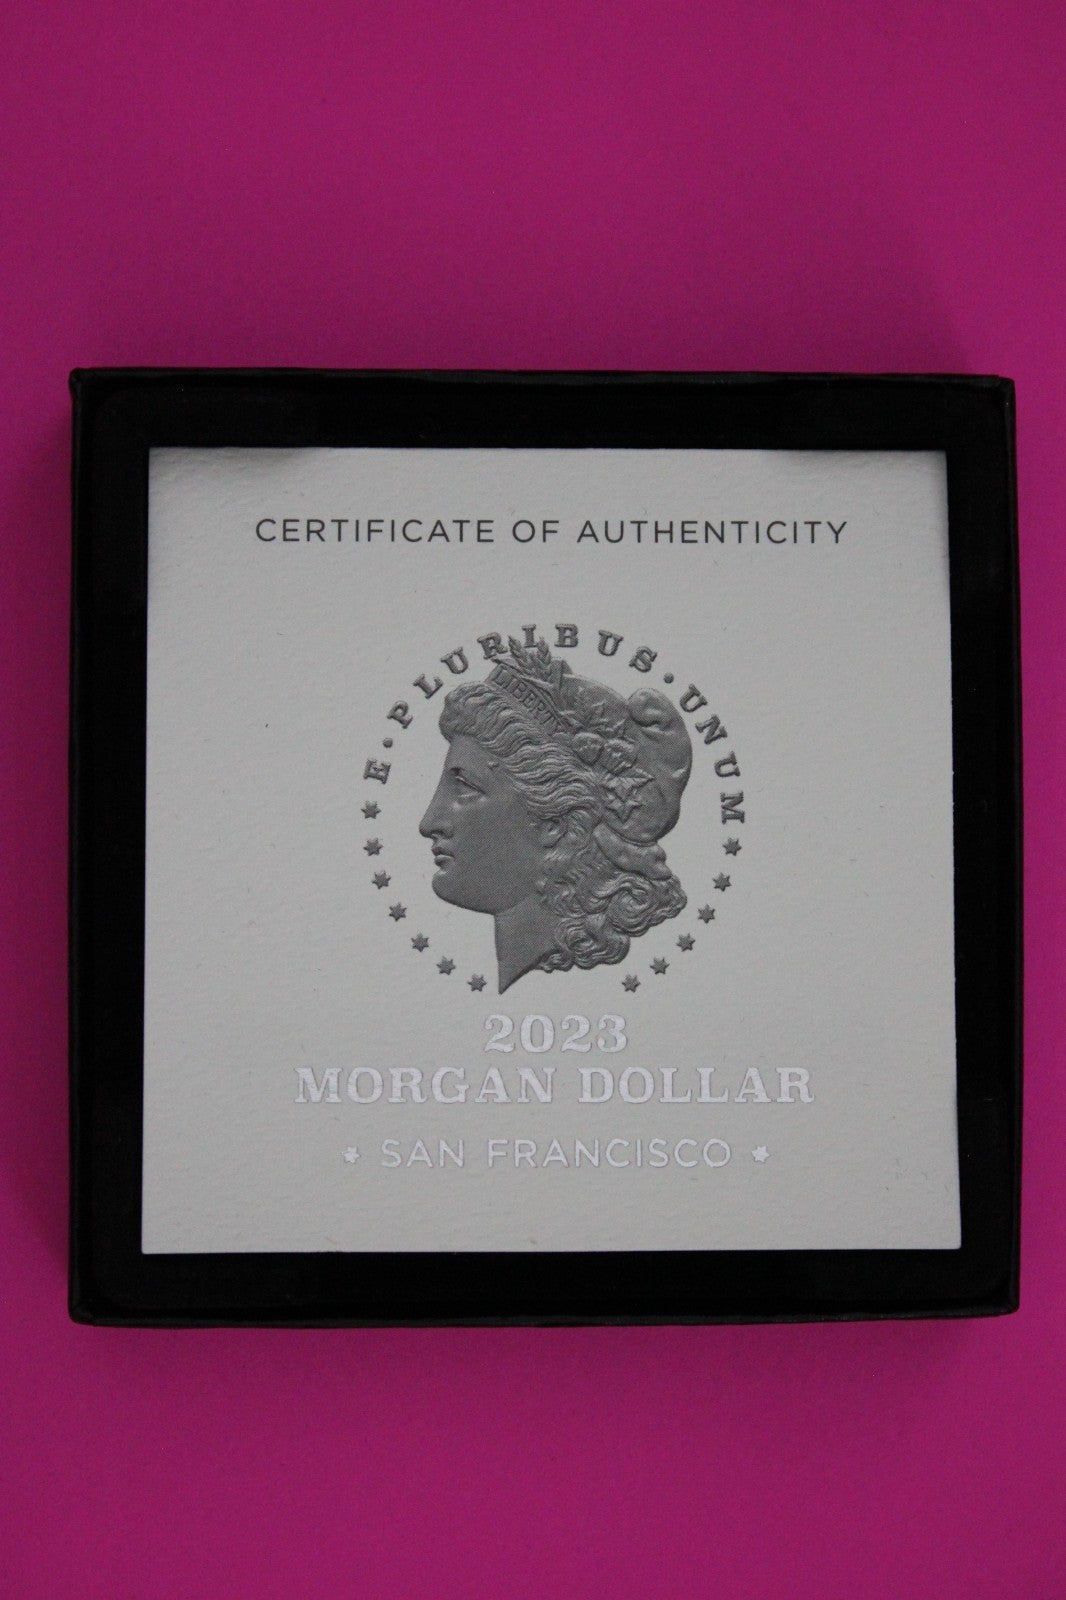 CERTIFICATE OF AUTHENTICITY
E · PLURIBUS · UNUM
LIBERTY
2023
MORGAN DOLLAR
SAN FRANCISCO